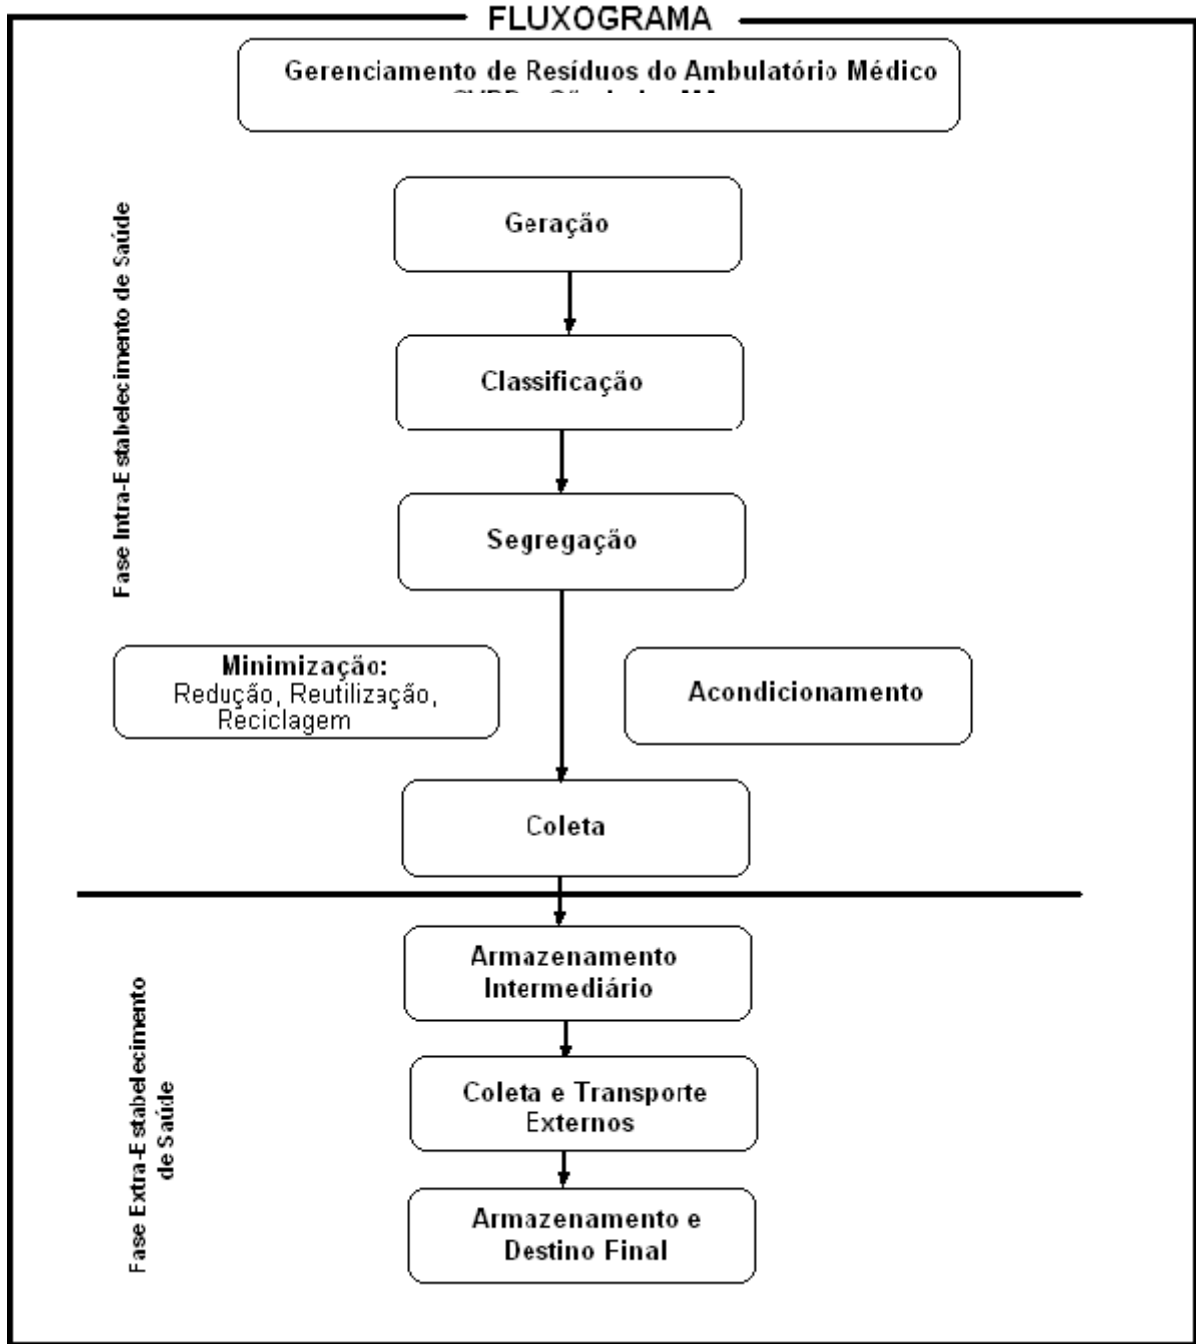 FLUXOGRAMA
Gerenciamento de Resíduos do Ambulatório Médico
Fase Intra-Estabelecimento de Saúde
Geração
Classificação
Segregação
Minimização:
Redução, Reutilização,
Reciclagem
Acondicionamento
Coleta
Fase Extra-Estabelecimento
de Saúde
Armazenamento
Intermediário
Coleta e Transporte
Externos
Armazenamento e
Destino Final